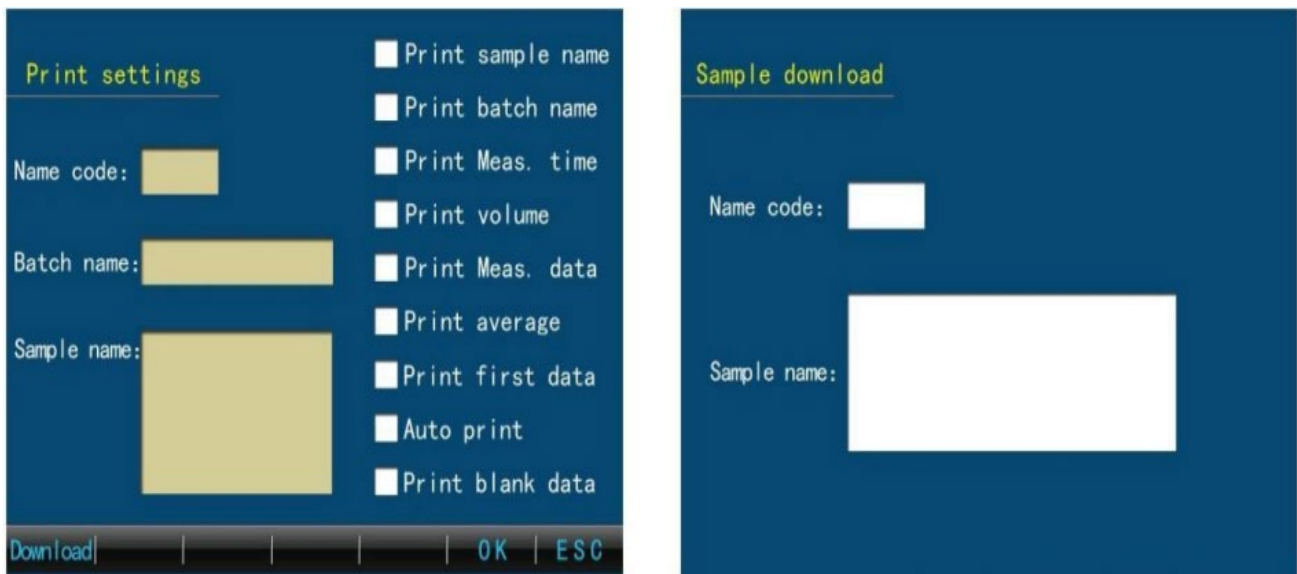 Print settings
Name code:
Batch name:
Sample name:
Print sample name
Print batch name
Print Meas. time
Print volume
Print Meas. data
Print average
Print first data
Auto print
Print blank data
Download
OK
ESC
Sample download
Name code:
Sample name: